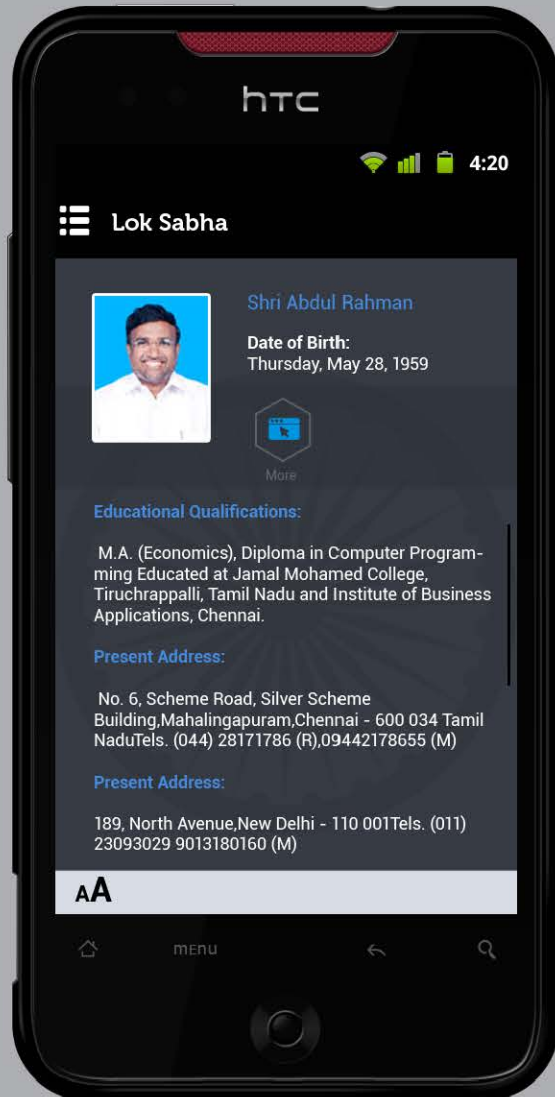 hTC
4:20
Lok Sabha
Shri Abdul Rahman
Date of Birth:
Thursday, May 28, 1959
More
Educational Qualifications:
M.A. (Economics), Diploma in Computer Program-
ming Educated at Jamal Mohamed College,
Tiruchrappalli, Tamil Nadu and Institute of Business
Applications, Chennai.
Present Address:
No. 6, Scheme Road, Silver Scheme
Building,Mahalingapuram,Chennai - 600 034 Tamil
NaduTels. (044) 28171786 (R),09442178655 (M)
Present Address:
189, North Avenue,New Delhi - 110 001Tels. (011)
23093029 9013180160 (M)
AA
menu